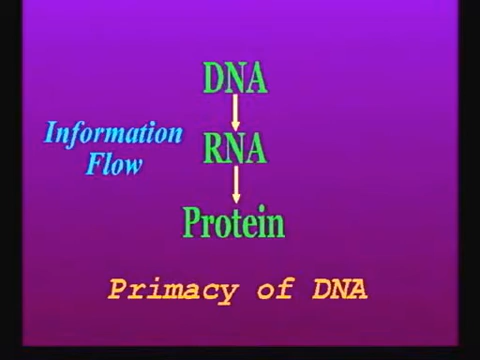 DNA
Information
Flow
RNA
Protein
Primacy of DNA